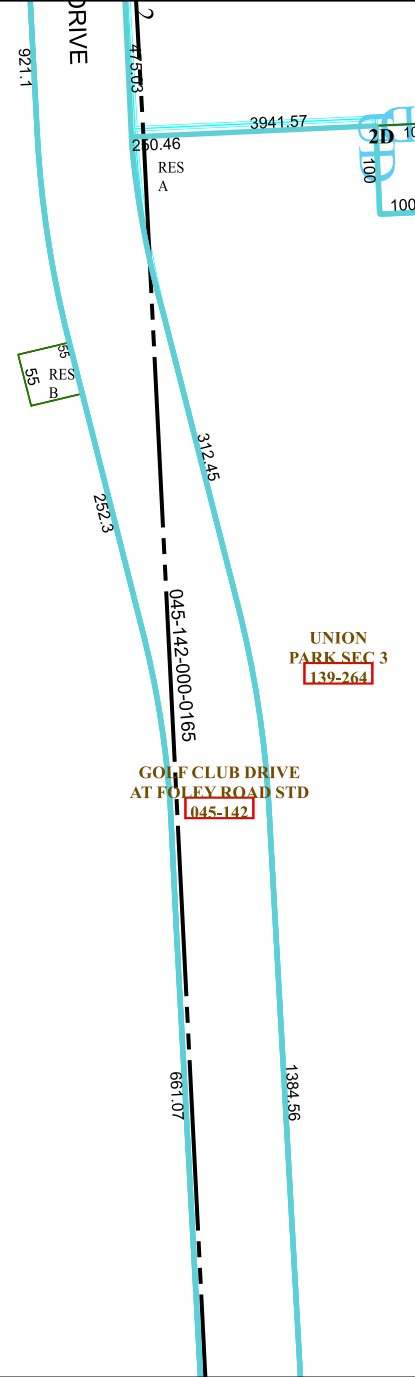 2
DRIVE
921.1
475.03
3941.57
250.46
2D
100
RES
A
100
55
55
RES
B
312.45
252.3
045-142-000-0165
UNION
PARK SEC 3
139-264
GOLF CLUB DRIVE
AT FOLEY ROAD STD
045-142
661.07
1384.56